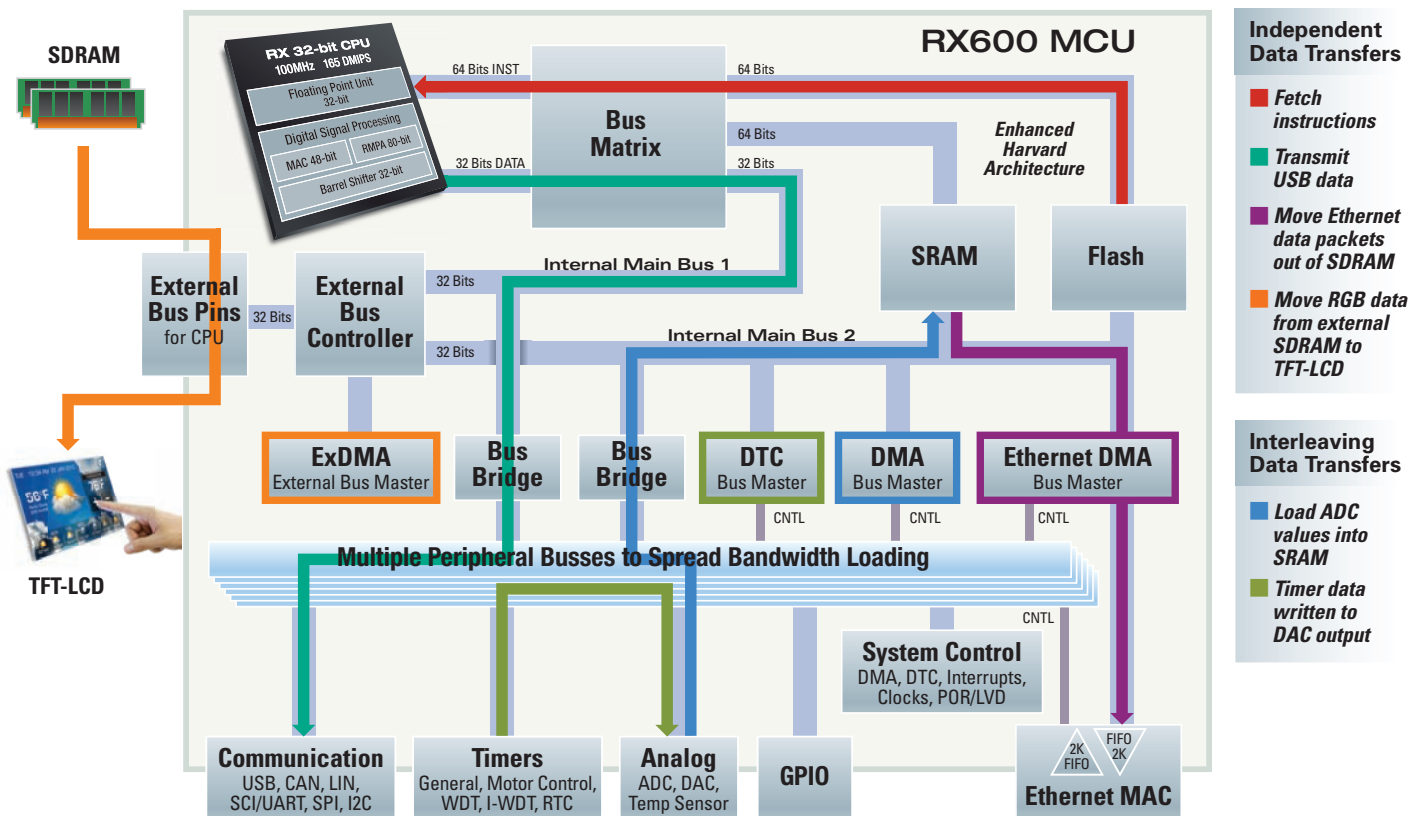 RX600 MCU
SDRAM
RX 32-bit CPU
100MHz 165 DMIPS
Floating Point Unit
32-bit
Digital Signal Processing
MAC 48-bit
RMPA 80-bit
Barrel Shifter 32-bit
64 Bits INST
32 Bits DATA
Bus
Matrix
64 Bits
64 Bits
32 Bits
Enhanced
Harvard
Architecture
SRAM
Flash
External
Bus Pins
for CPU
32 Bits
External
Bus
Controller
32 Bits
Internal Main Bus 1
32 Bits
Internal Main Bus 2
ExDMA
External Bus Master
Bus
Bridge
Bus
Bridge
DTC
Bus Master
DMA
Bus Master
Ethernet DMA
Bus Master
CNTL
CNTL
CNTL
TFT-LCD
Multiple Peripheral Busses to Spread Bandwidth Loading
CNTL
System Control
DMA, DTC, Interrupts,
Clocks, POR/LVD
Communication
USB, CAN, LIN,
SCI/UART, SPI, I2C
Timers
General, Motor Control,
WDT, I-WDT, RTC
Analog
ADC, DAC,
Temp Sensor
GPIO
2K
FIFO
FIFO
2K
Ethernet MAC
Independent
Data Transfers
Fetch
instructions
Transmit
USB data
Move Ethernet
data packets
out of SDRAM
Move RGB data
from external
SDRAM to
TFT-LCD
Interleaving
Data Transfers
Load ADC
values into
SRAM
Timer data
written to
DAC output